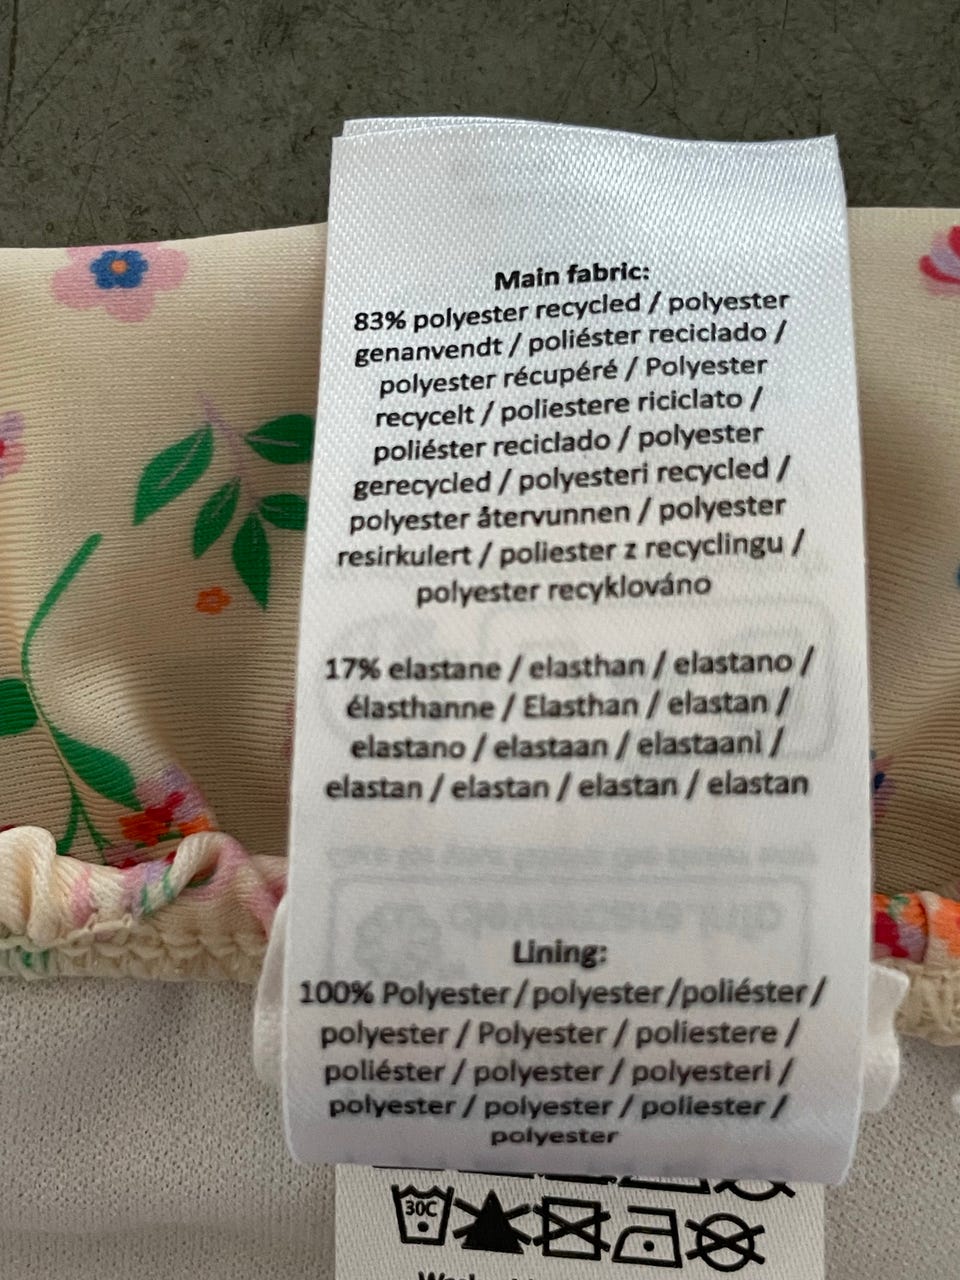 Main fabric:
83% polyester recycled / polyester
genanvendt / poliéster reciclado /
polyester récupéré / Polyester
recycelt / poliestere riciclato /
poliéster reciclado / polyester
gerecycled / polyesteri recycled /
polyester återvunnen / polyester
resirkulert / poliester z recyclingu /
polyester recyklováno
17% elastane / elasthan / elastano /
élasthanne / Elasthan / elastan /
elastano / elastaan / elastaani /
elastan / elastan / elastan / elastan
Lining:
100% Polyester / polyester /poliéster /
polyester / Polyester / poliestere /
poliéster / polyester / polyesteri /
polyester / polyester / poliester /
polyester
30C